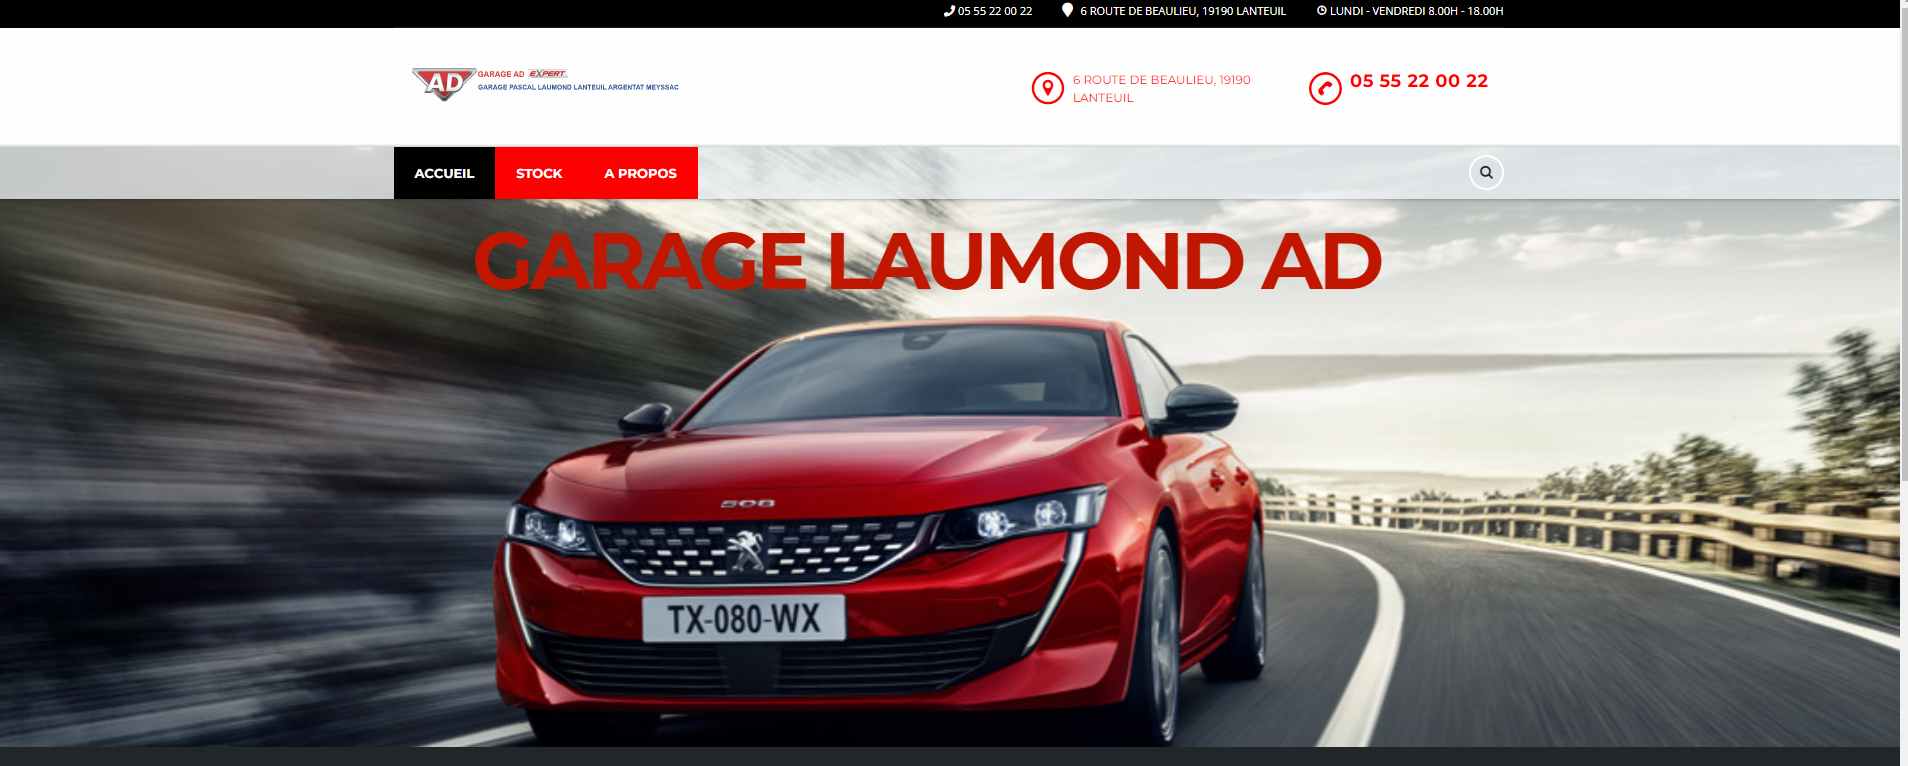 05 55 22 00 22 6 ROUTE DE BEAULIEU, 19190 LANTEUIL LUNDI - VENDREDI 8.00H - 18.00H
AD GARAGE AD EXPERT
GARAGE PASCAL LAUMOND LANTEUIL ARGENTAT MEYSSAC
6 ROUTE DE BEAULIEU, 19190
LANTEUIL
05 55 22 00 22
ACCUEIL STOCK A PROPOS
GARAGE LAUMOND AD
508
TX-080-WX